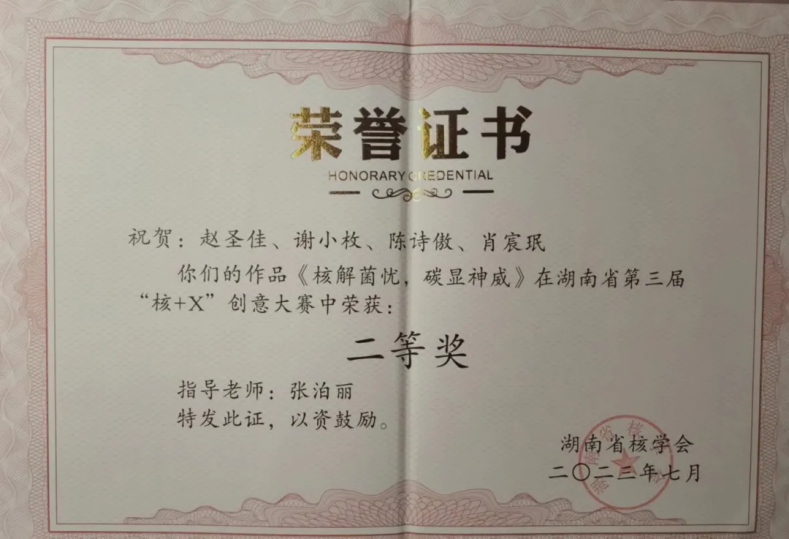 荣誉证书
HONORARY CREDENTIAL
祝贺：赵圣佳、谢小枚、陈诗傲、肖宸珉
你们的作品《核解菌忧，碳显神威》在湖南省第三届
“核+X”创意大赛中荣获：
二等奖
指导老师：张泊丽
特发此证，以资鼓励。
湖南省核学会
二〇二三年七月